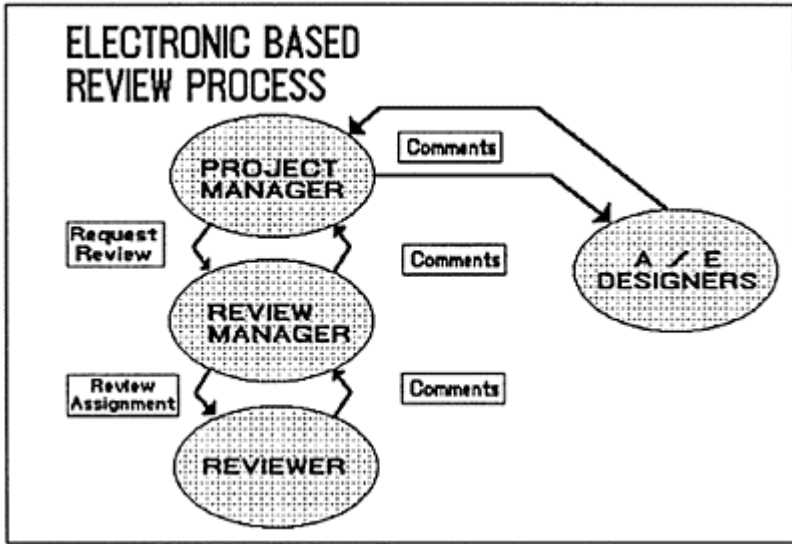 ELECTRONIC BASED
REVIEW PROCESS
PROJECT
MANAGER
Comments
Request
Review
Comments
A / E
DESIGNERS
REVIEW
MANAGER
Review
Assignment
Comments
REVIEWER